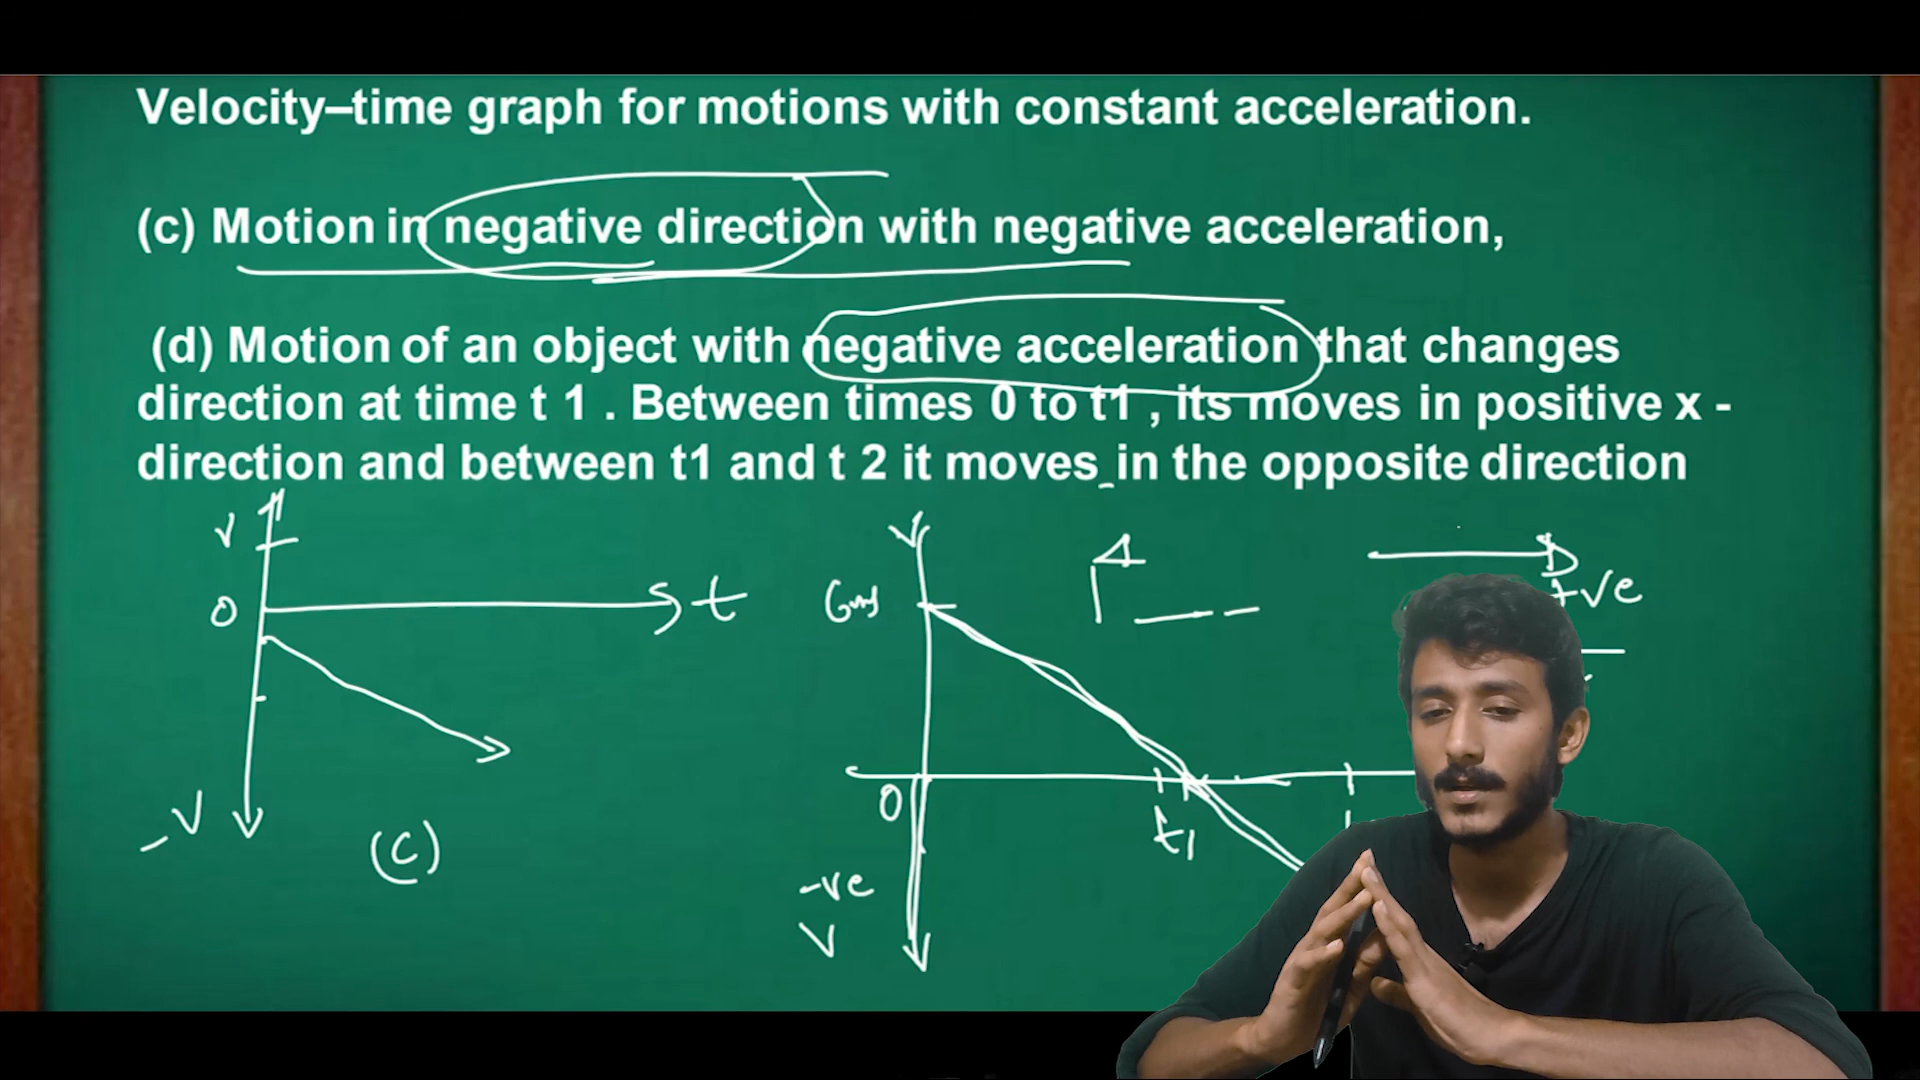 Velocity–time graph for motions with constant acceleration.
(c) Motion in negative direction with negative acceleration,
(d) Motion of an object with negative acceleration that changes
direction at time t 1 . Between times 0 to t1 , its moves in positive x -
direction and between t1 and t 2 it moves in the opposite direction
V
0
t
-V
(C)
V
0
t1
-ve
V
+ve